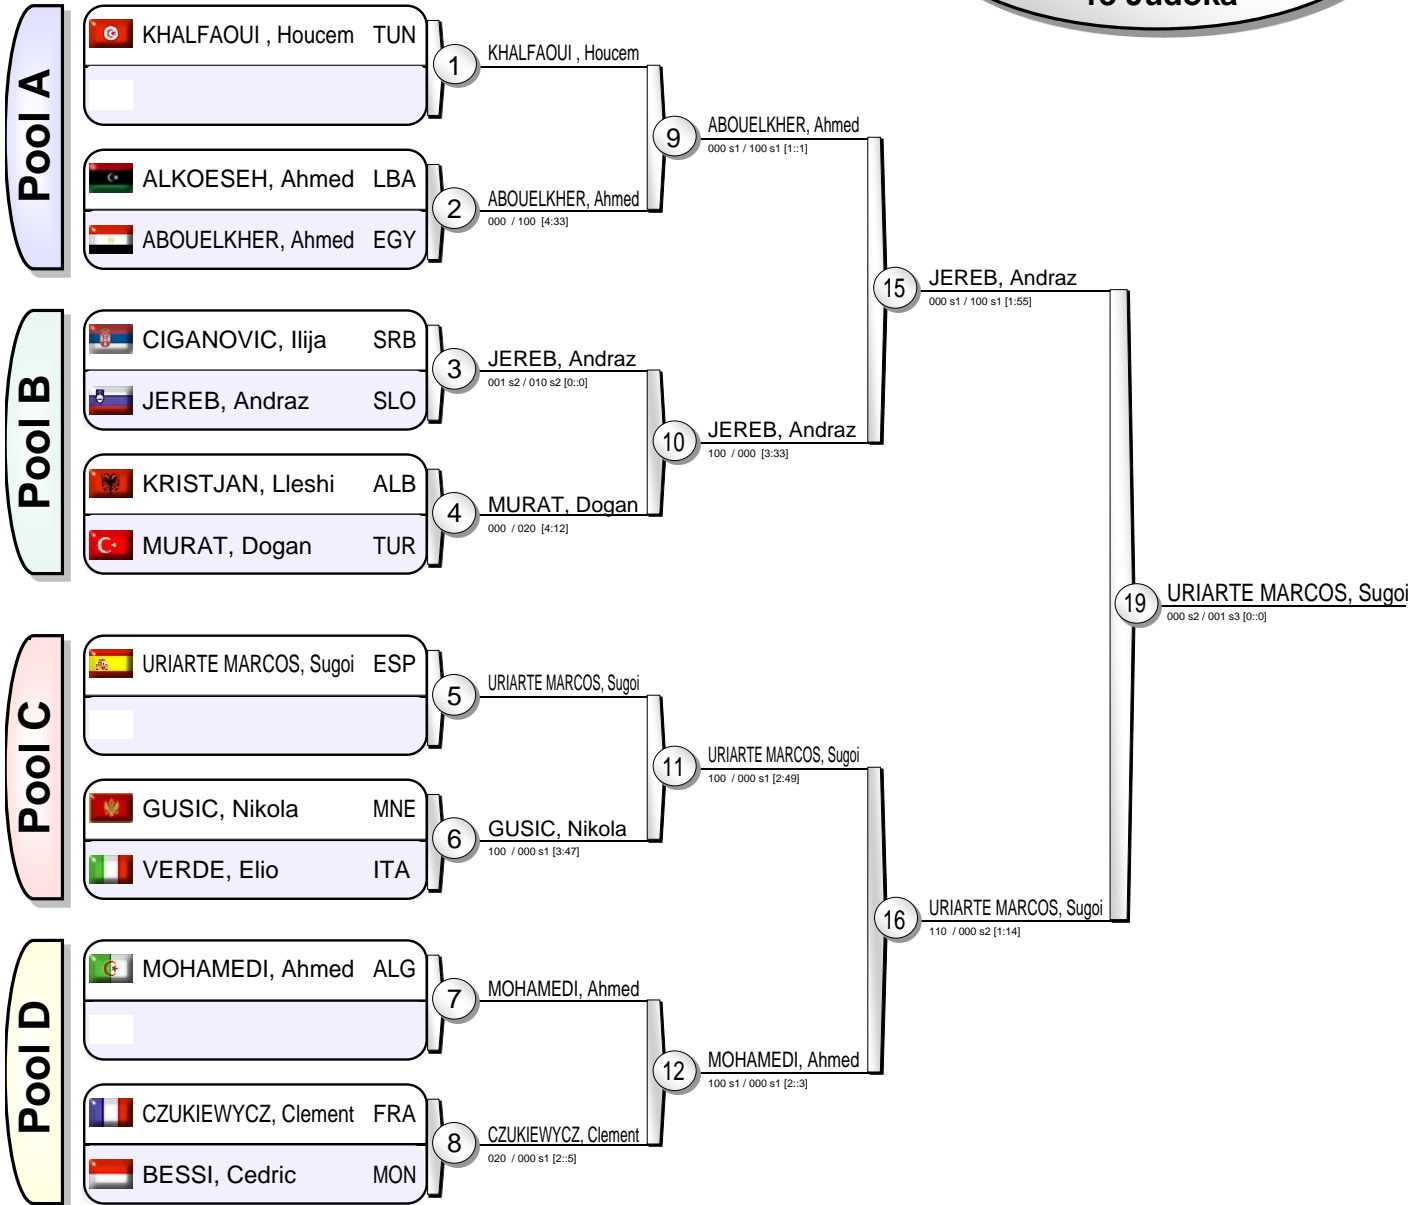 13 Judoka
Pool A
KHALFAOUI , Houcem TUN
ALKOESEH, Ahmed LBA
ABOUELKHER, Ahmed EGY
1
KHALFAOUI , Houcem
2
ABOUELKHER, Ahmed
000 / 100 [4:33]
9
ABOUELKHER, Ahmed
000 s1 / 100 s1 [1::1]
Pool B
CIGANOVIC, Ilija SRB
JEREB, Andraz SLO
KRISTJAN, Lleshi ALB
MURAT, Dogan TUR
3
JEREB, Andraz
001 s2 / 010 s2 [0::0]
4
MURAT, Dogan
000 / 020 [4:12]
10
JEREB, Andraz
100 / 000 [3:33]
15
JEREB, Andraz
000 s1 / 100 s1 [1:55]
Pool C
URIARTE MARCOS, Sugoi ESP
GUSIC, Nikola MNE
VERDE, Elio ITA
5
URIARTE MARCOS, Sugoi
6
GUSIC, Nikola
100 / 000 s1 [3:47]
11
URIARTE MARCOS, Sugoi
100 / 000 s1 [2:49]
Pool D
MOHAMEDI, Ahmed ALG
CZUKIEWYCZ, Clement FRA
BESSI, Cedric MON
7
MOHAMEDI, Ahmed
8
CZUKIEWYCZ, Clement
020 / 000 s1 [2::5]
12
MOHAMEDI, Ahmed
100 s1 / 000 s1 [2::3]
16
URIARTE MARCOS, Sugoi
110 / 000 s2 [1:14]
19
URIARTE MARCOS, Sugoi
000 s2 / 001 s3 [0::0]